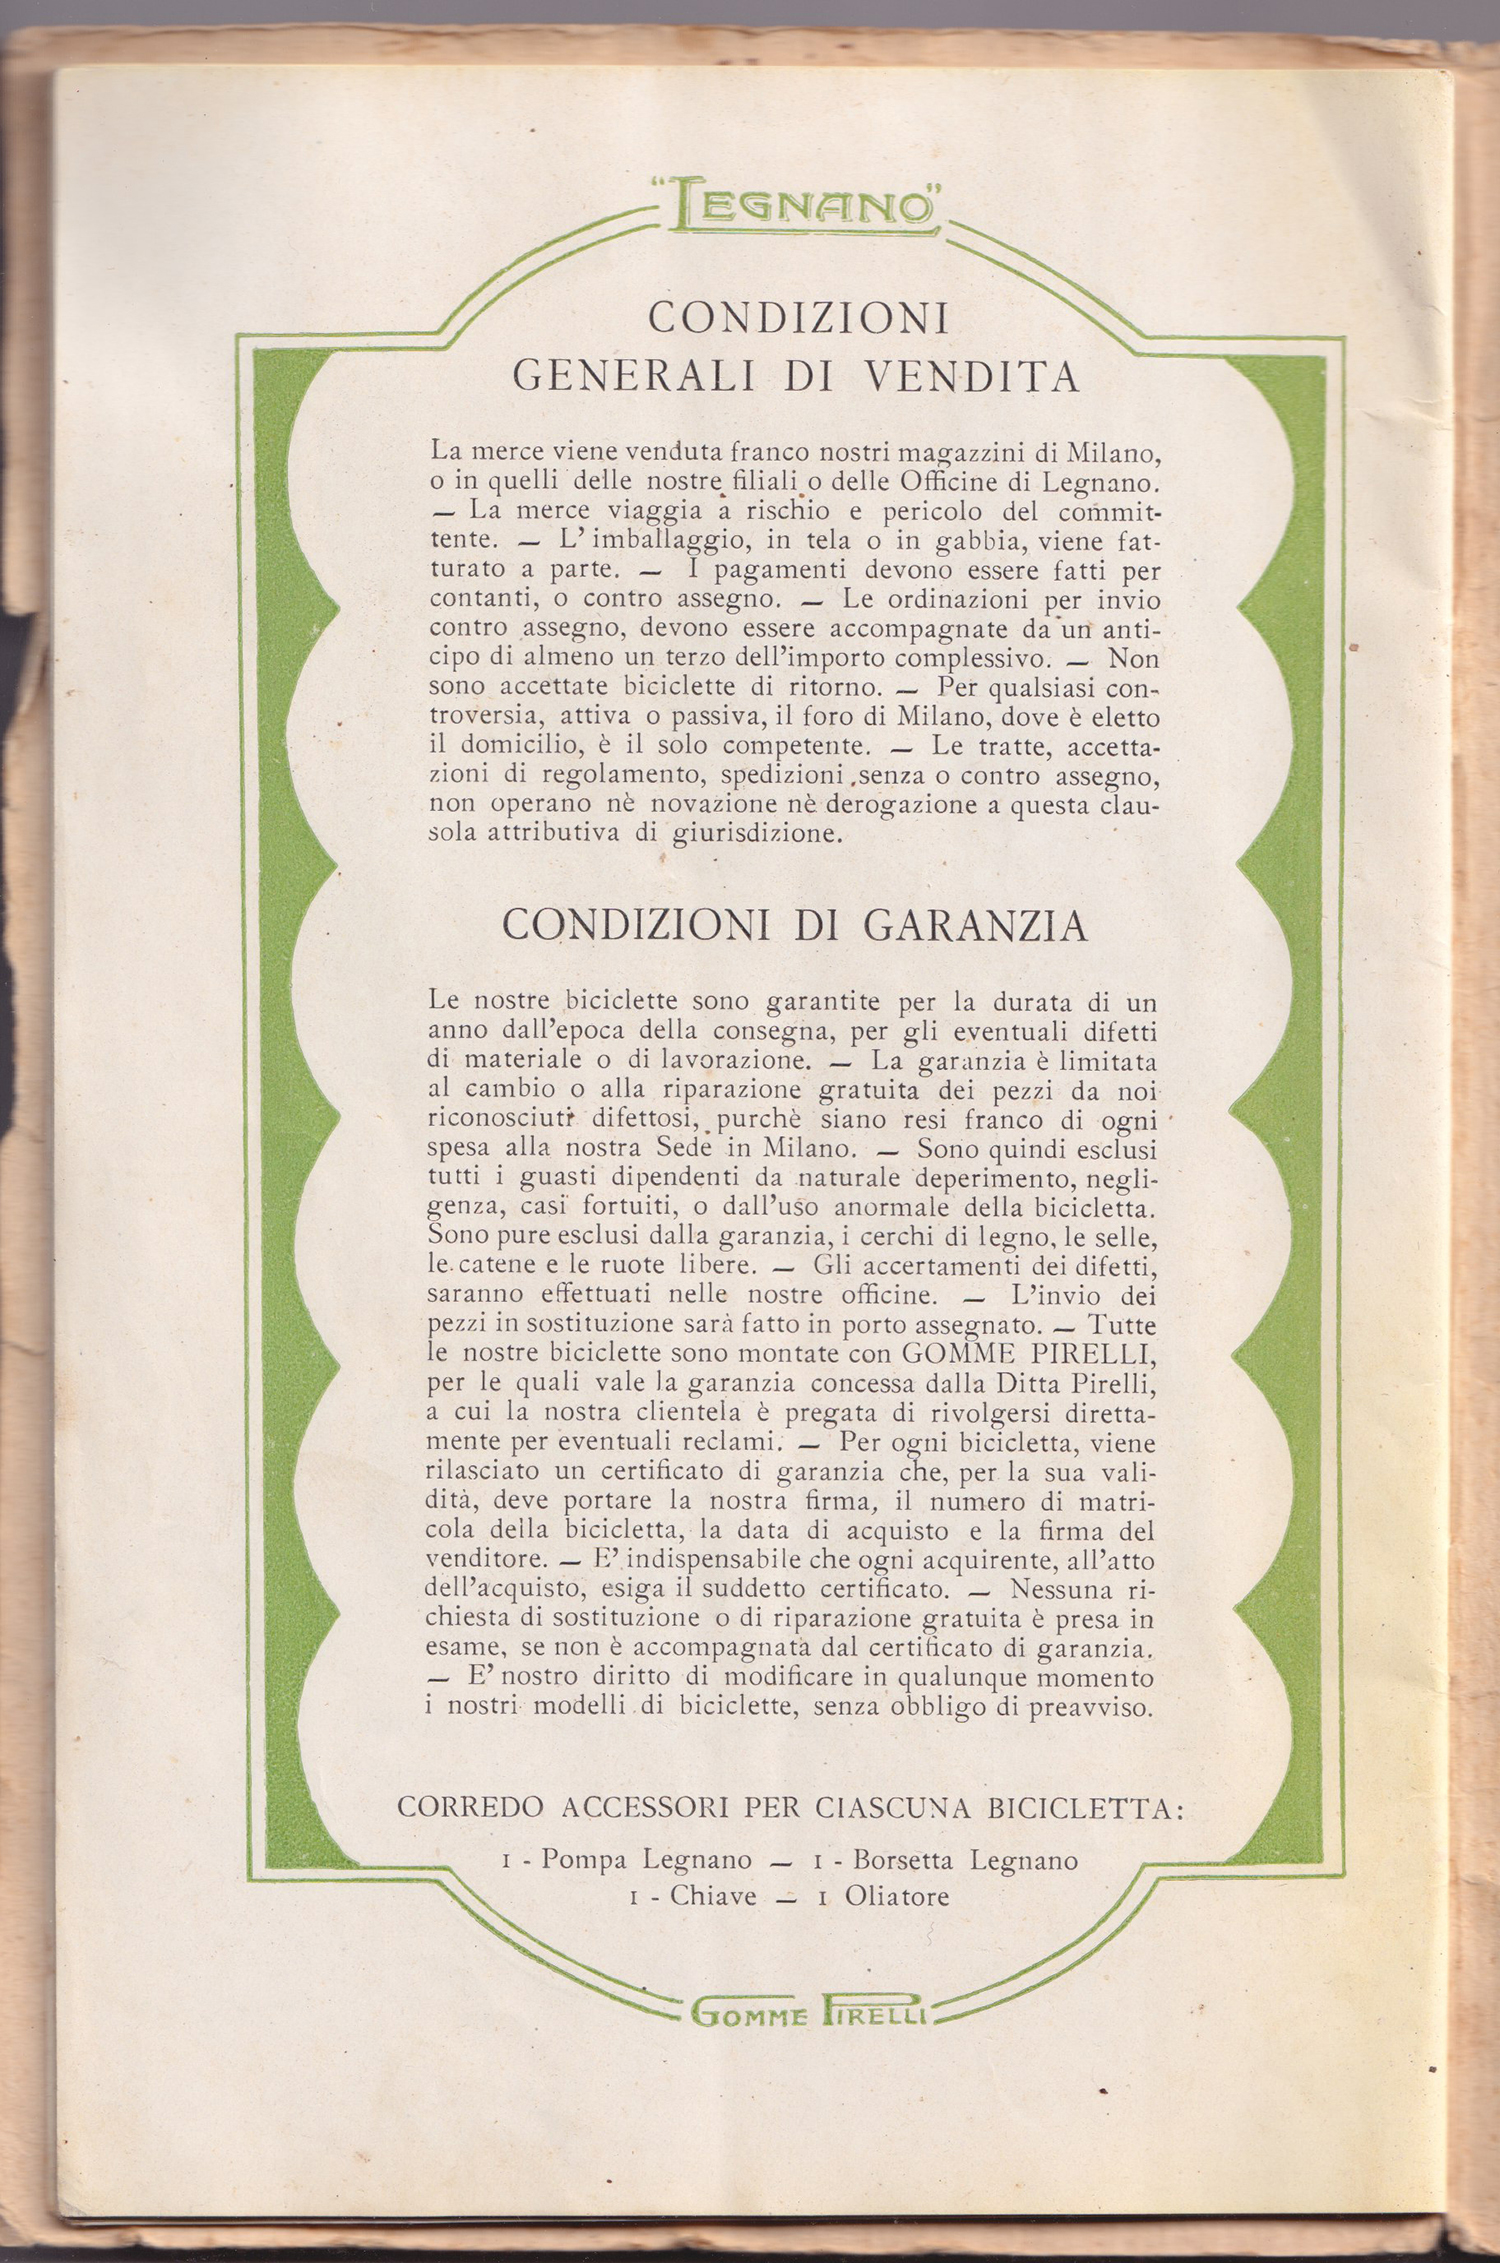 "LEGNANO"
CONDIZIONI
GENERALI DI VENDITA
La merce viene venduta franco nostri magazzini di Milano,
o in quelli delle nostre filiali o delle Officine di Legnano.
— La merce viaggia a rischio e pericolo del commit-
tente. — L' imballaggio, in tela o in gabbia, viene fat-
turato a parte. — I pagamenti devono essere fatti per
contanti, o contro assegno. — Le ordinazioni per invio
contro assegno, devono essere accompagnate da un anti-
cipo di almeno un terzo dell'importo complessivo. — Non
sono accettate biciclette di ritorno. — Per qualsiasi con-
troversia, attiva o passiva, il foro di Milano, dove è eletto
il domicilio, è il solo competente. — Le tratte, accetta-
zioni di regolamento, spedizioni senza o contro assegno,
non operano nè novazione nè derogazione a questa clau-
sola attributiva di giurisdizione.
CONDIZIONI DI GARANZIA
Le nostre biciclette sono garantite per la durata di un
anno dall'epoca della consegna, per gli eventuali difetti
di materiale o di lavorazione. — La garanzia è limitata
al cambio o alla riparazione gratuita dei pezzi da noi
riconosciuti difettosi, purchè siano resi franco di ogni
spesa alla nostra Sede in Milano. — Sono quindi esclusi
tutti i guasti dipendenti da naturale deperimento, negli-
genza, casi fortuiti, o dall'uso anormale della bicicletta.
Sono pure esclusi dalla garanzia, i cerchi di legno, le selle,
le catene e le ruote libere. — Gli accertamenti dei difetti,
saranno effettuati nelle nostre officine. — L'invio dei
pezzi in sostituzione sarà fatto in porto assegnato. — Tutte
le nostre biciclette sono montate con GOMME PIRELLI,
per le quali vale la garanzia concessa dalla Ditta Pirelli,
a cui la nostra clientela è pregata di rivolgersi diretta-
mente per eventuali reclami. — Per ogni bicicletta, viene
rilasciato un certificato di garanzia che, per la sua vali-
dità, deve portare la nostra firma, il numero di matri-
cola della bicicletta, la data di acquisto e la firma del
venditore. — E' indispensabile che ogni acquirente, all'atto
dell'acquisto, esiga il suddetto certificato. — Nessuna ri-
chiesta di sostituzione o di riparazione gratuita è presa in
esame, se non è accompagnata dal certificato di garanzia.
— E' nostro diritto di modificare in qualunque momento
i nostri modelli di biciclette, senza obbligo di preavviso.
CORREDO ACCESSORI PER CIASCUNA BICICLETTA:
1 - Pompa Legnano — 1 - Borsetta Legnano
1 - Chiave — 1 Oliatore
GOMME PIRELLI